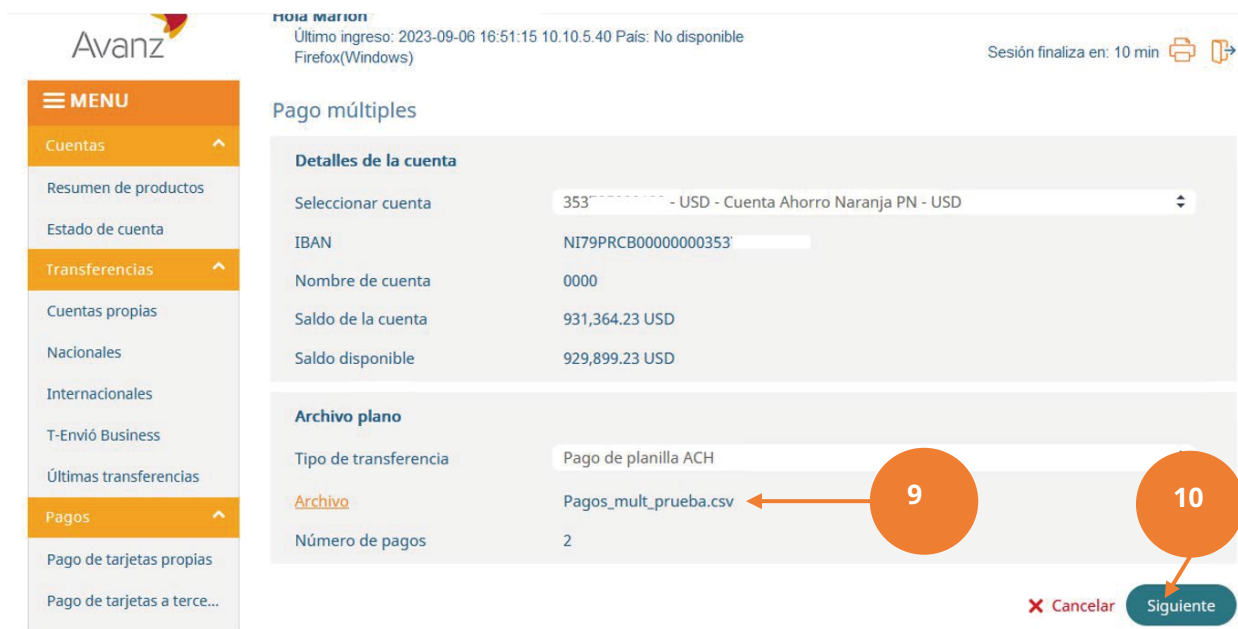 Avanz
Hola Marlon
Último ingreso: 2023-09-06 16:51:15 10.10.5.40 País: No disponible
Firefox(Windows)
Sesión finaliza en: 10 min
MENU
Cuentas
Resumen de productos
Estado de cuenta
Transferencias
Cuentas propias
Nacionales
Internacionales
T-Envió Business
Últimas transferencias
Pagos
Pago de tarjetas propias
Pago de tarjetas a terce...
Pago múltiples
Detalles de la cuenta
Seleccionar cuenta 353 - USD - Cuenta Ahorro Naranja PN - USD
IBAN NI79PRCB00000000353
Nombre de cuenta 0000
Saldo de la cuenta 931,364.23 USD
Saldo disponible 929,899.23 USD
Archivo plano
Tipo de transferencia Pago de planilla ACH
Archivo Pagos_mult_prueba.csv 9
Número de pagos 2
10
Cancelar Siguiente